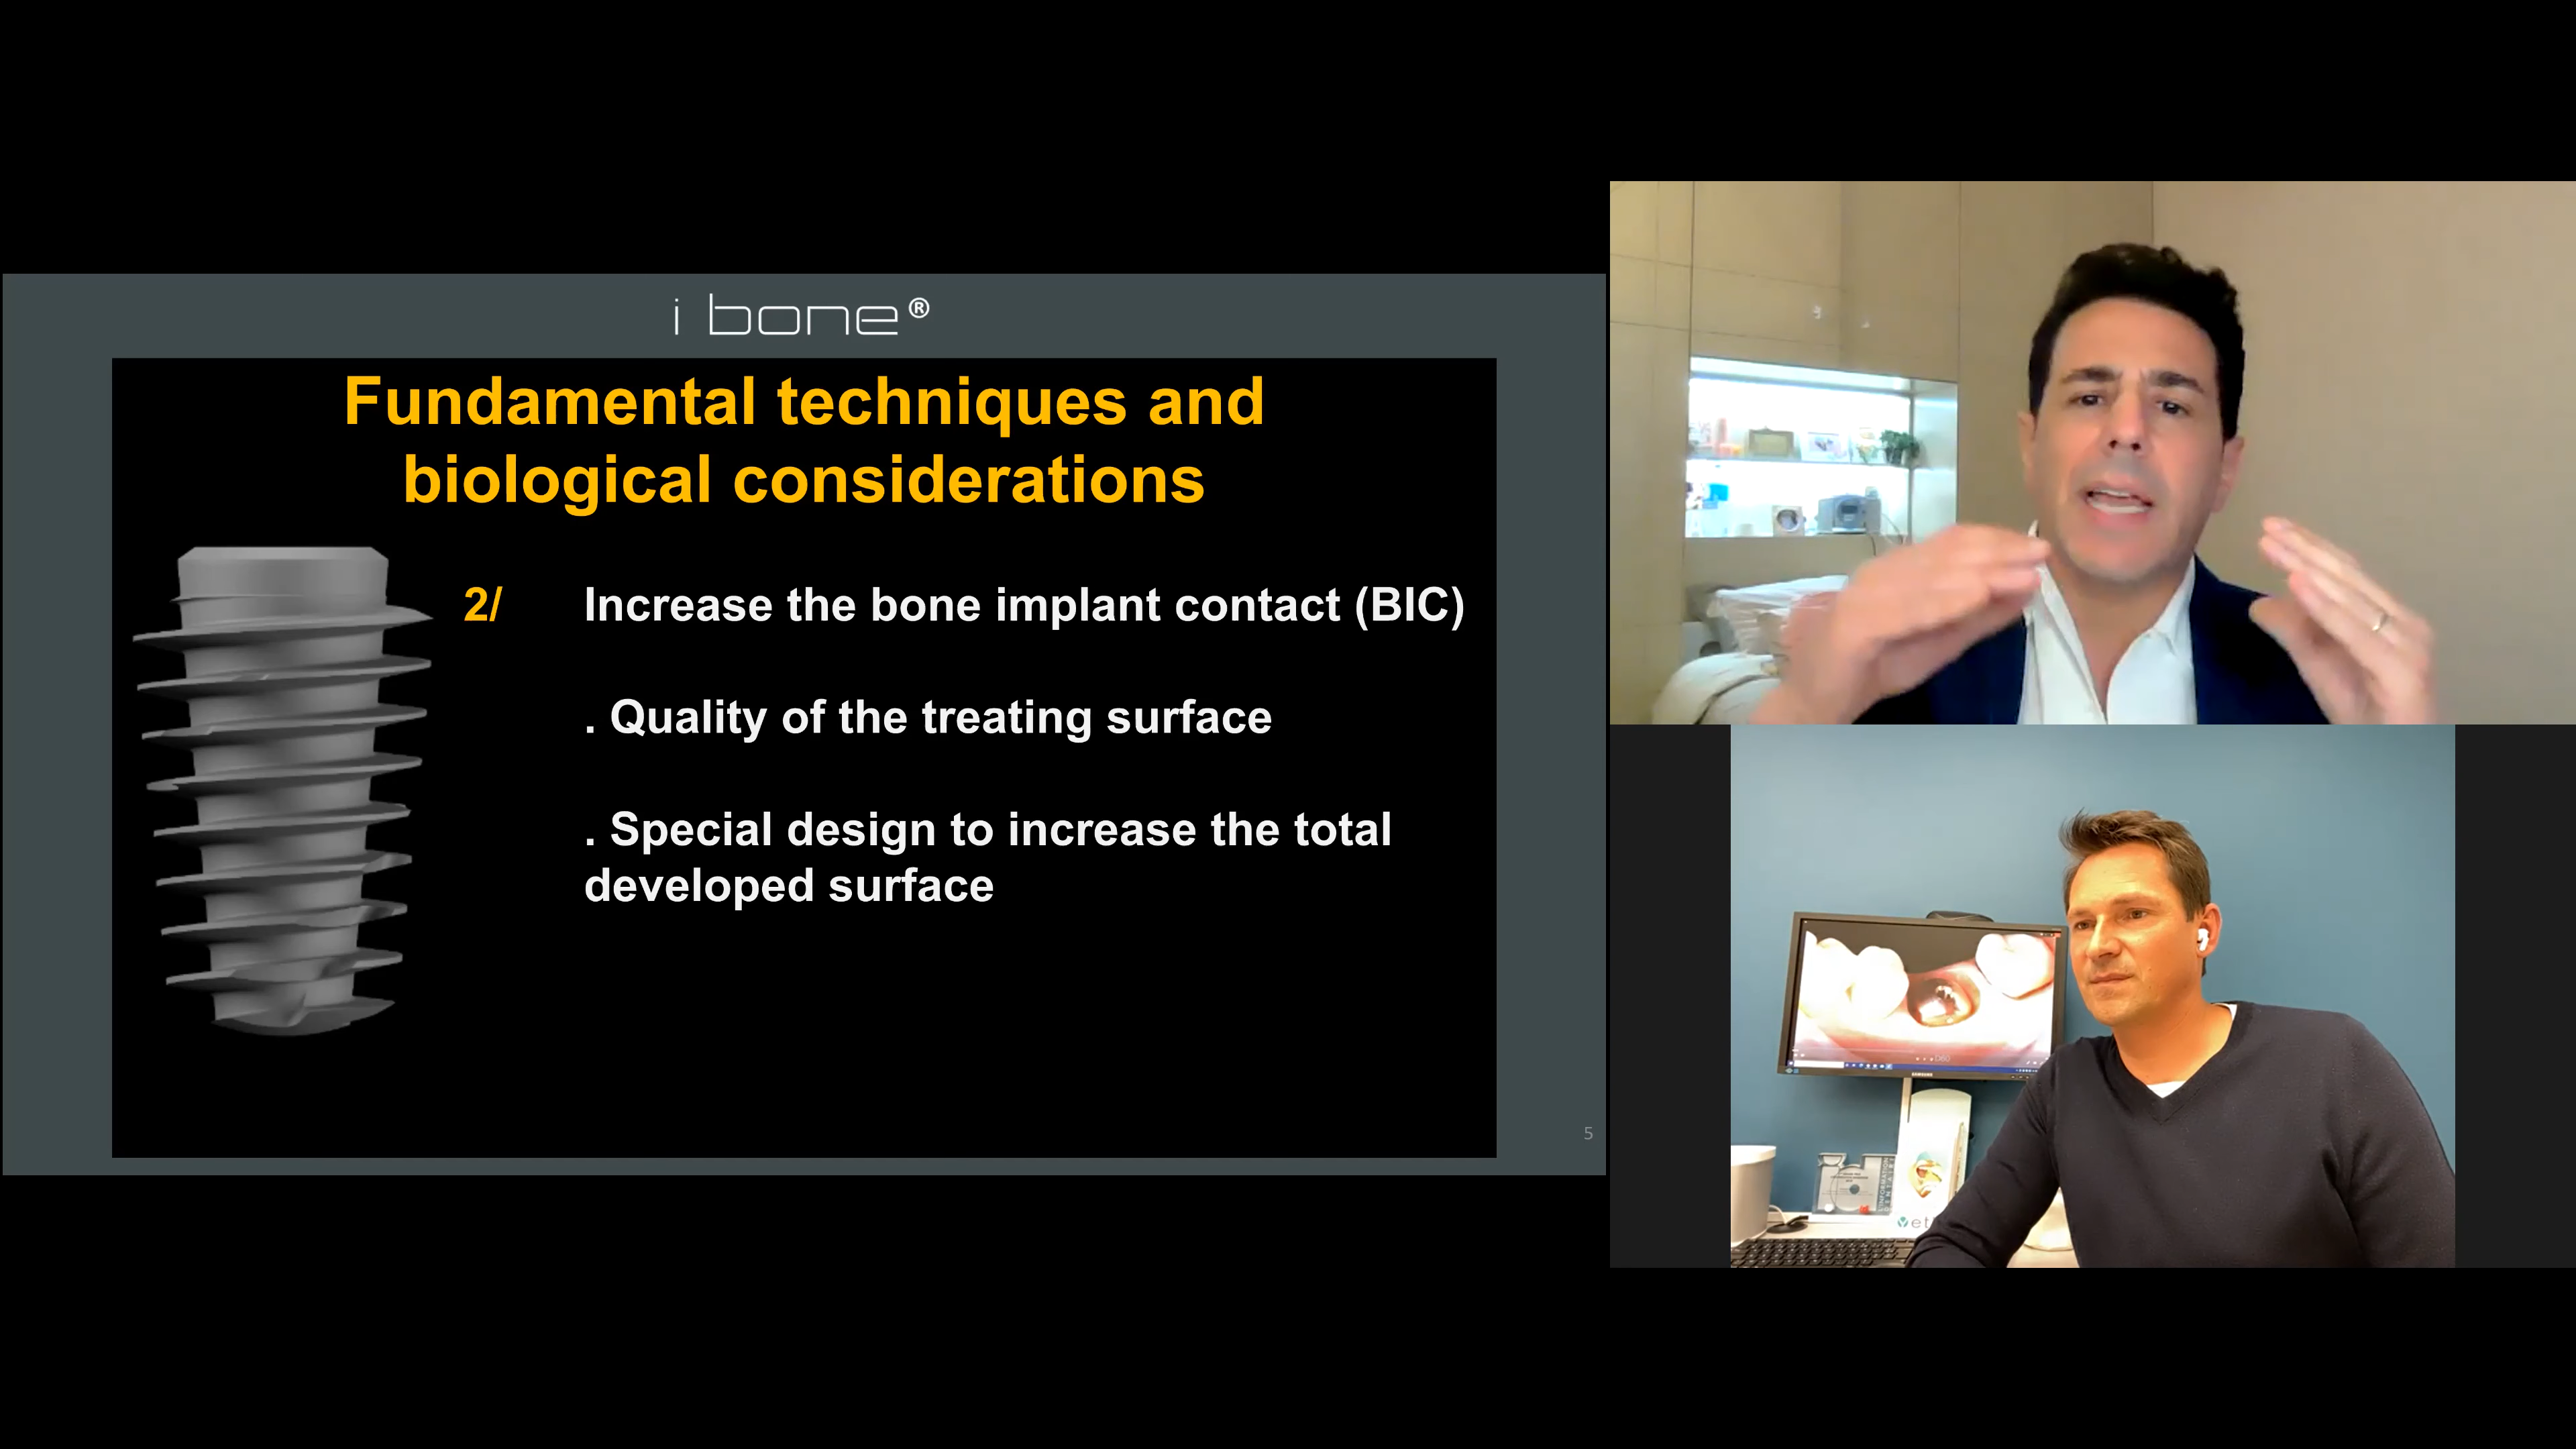 i bone®
Fundamental techniques and
biological considerations
2/ Increase the bone implant contact (BIC)
. Quality of the treating surface
. Special design to increase the total
developed surface
5
SAMSUNG